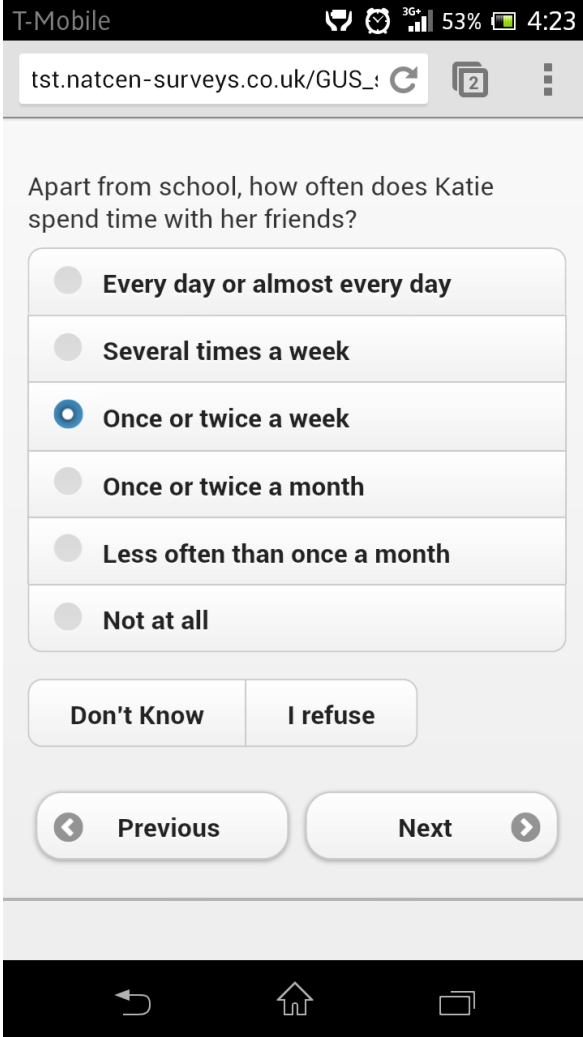 T-Mobile 3G+ 53% 4:23
tst.natcen-surveys.co.uk/GUS_s 2
Apart from school, how often does Katie
spend time with her friends?
Every day or almost every day
Several times a week
Once or twice a week
Once or twice a month
Less often than once a month
Not at all
Don't Know I refuse
Previous Next